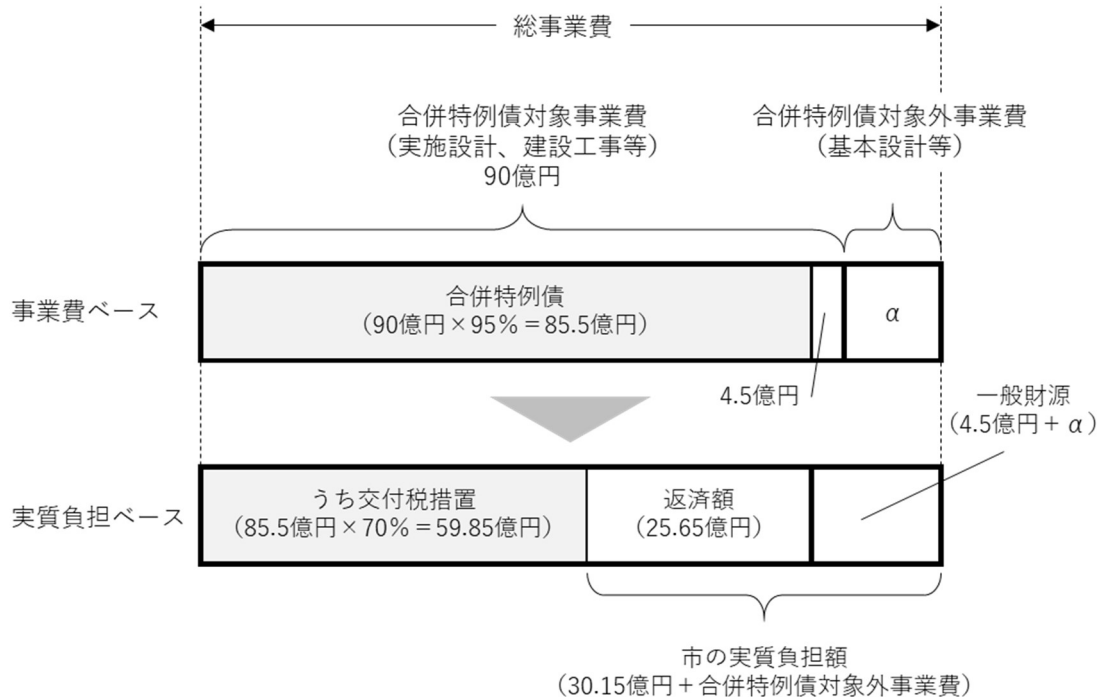 総事業費
合併特例債対象事業費
（実施設計、建設工事等）
90億円
合併特例債対象外事業費
（基本設計等）
事業費ベース
合併特例債
（90億円×95％＝85.5億円）
α
4.5億円
一般財源
（4.5億円＋α）
実質負担ベース
うち交付税措置
（85.5億円×70％＝59.85億円）
返済額
（25.65億円）
市の実質負担額
（30.15億円＋合併特例債対象外事業費）